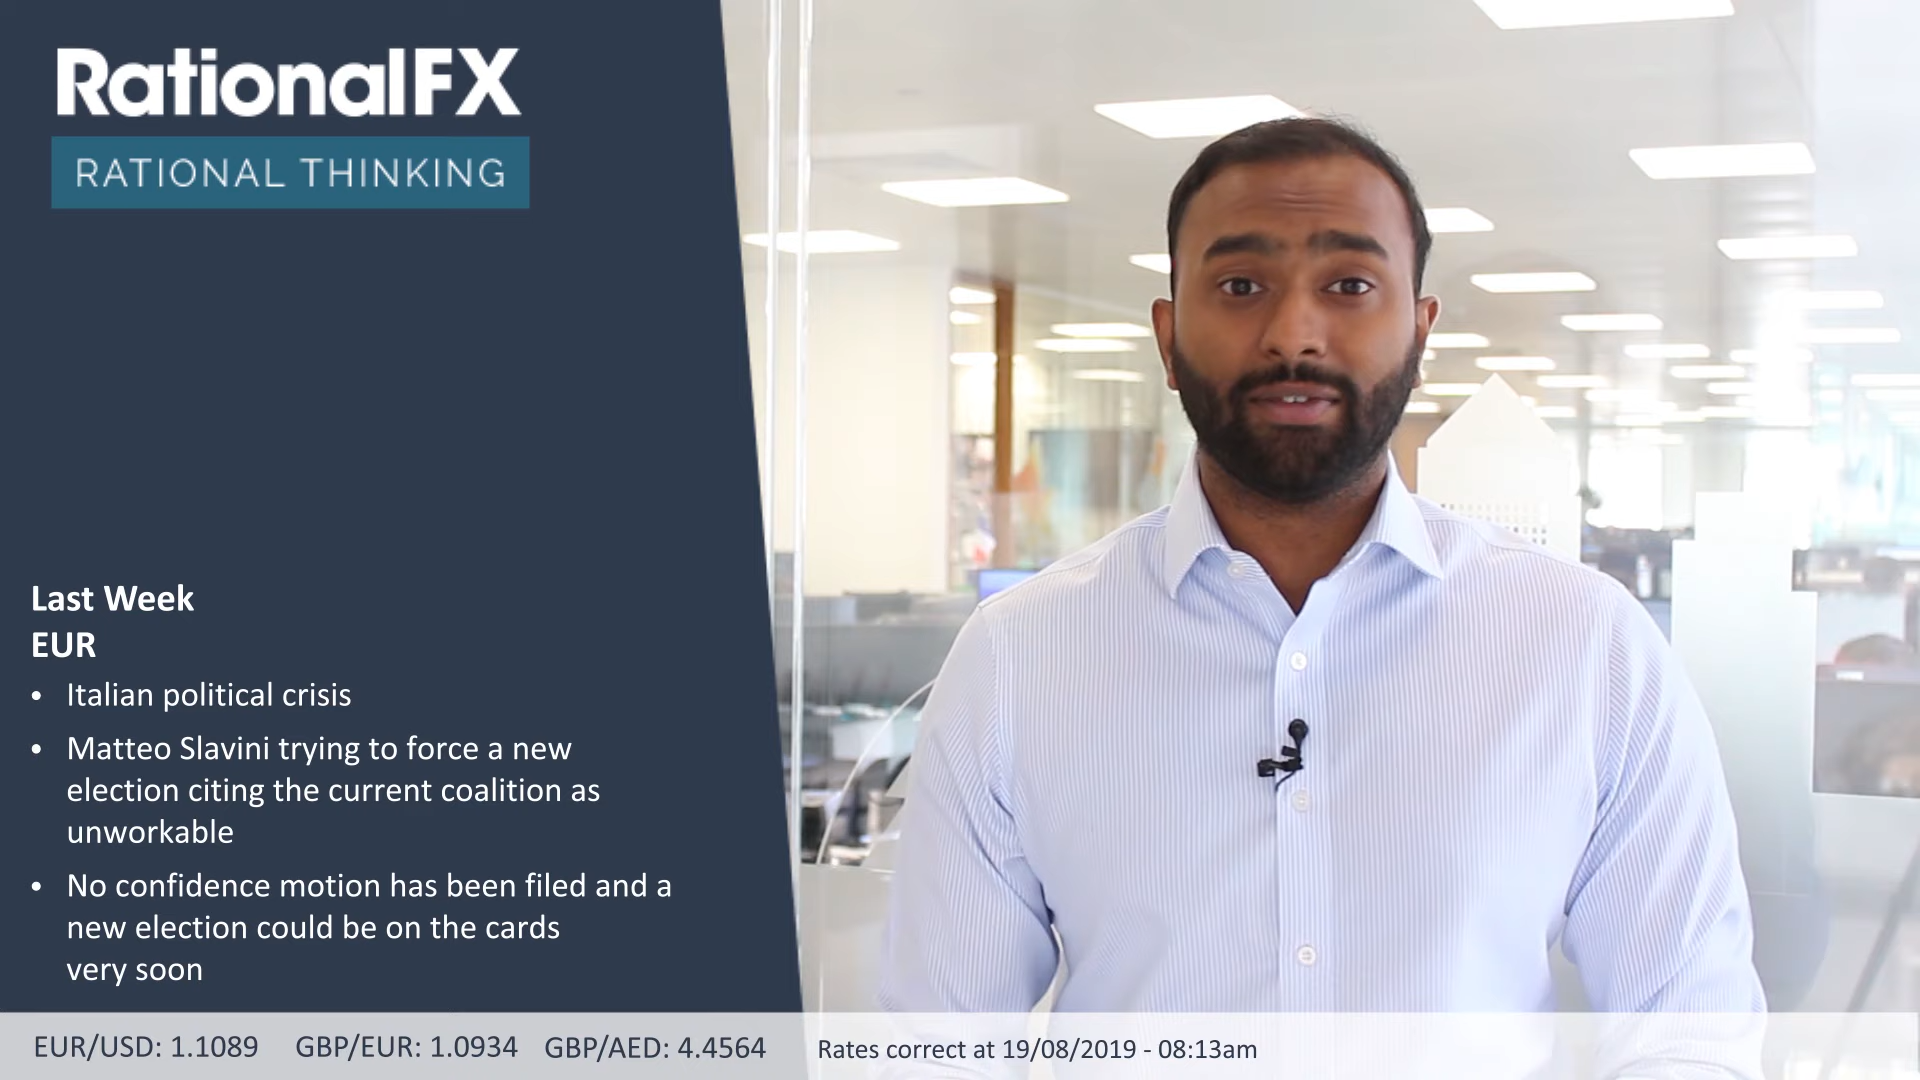 RationalFX
RATIONAL THINKING
Last Week
EUR
• Italian political crisis
• Matteo Slavini trying to force a new
election citing the current coalition as
unworkable
• No confidence motion has been filed and a
new election could be on the cards
very soon
EUR/USD: 1.1089 GBP/EUR: 1.0934 GBP/AED: 4.4564 Rates correct at 19/08/2019 - 08:13am